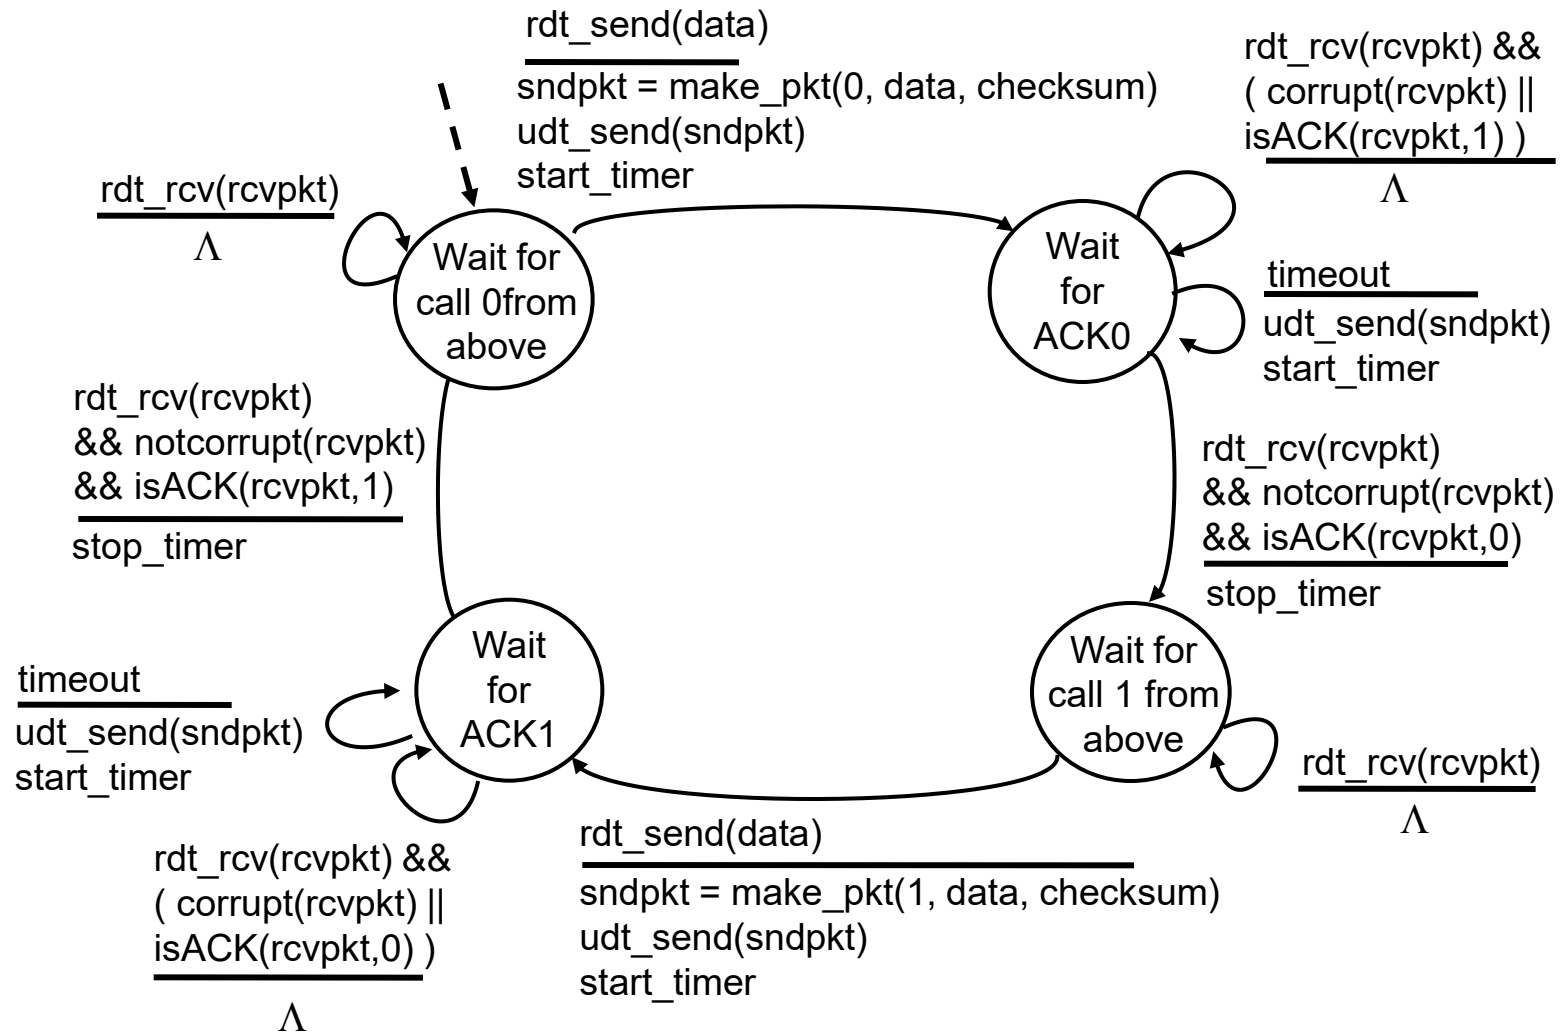 rdt_send(data)
sndpkt = make_pkt(0, data, checksum)
udt_send(sndpkt)
start_timer
rdt_rcv(rcvpkt) &&
( corrupt(rcvpkt) ||
isACK(rcvpkt,1) )
Λ
rdt_rcv(rcvpkt)
Λ
Wait for
call 0from
above
Wait
for
ACK0
timeout
udt_send(sndpkt)
start_timer
rdt_rcv(rcvpkt)
&& notcorrupt(rcvpkt)
&& isACK(rcvpkt,1)
stop_timer
rdt_rcv(rcvpkt)
&& notcorrupt(rcvpkt)
&& isACK(rcvpkt,0)
stop_timer
Wait
for
ACK1
Wait for
call 1 from
above
timeout
udt_send(sndpkt)
start_timer
rdt_rcv(rcvpkt)
Λ
rdt_rcv(rcvpkt) &&
( corrupt(rcvpkt) ||
isACK(rcvpkt,0) )
Λ
rdt_send(data)
sndpkt = make_pkt(1, data, checksum)
udt_send(sndpkt)
start_timer